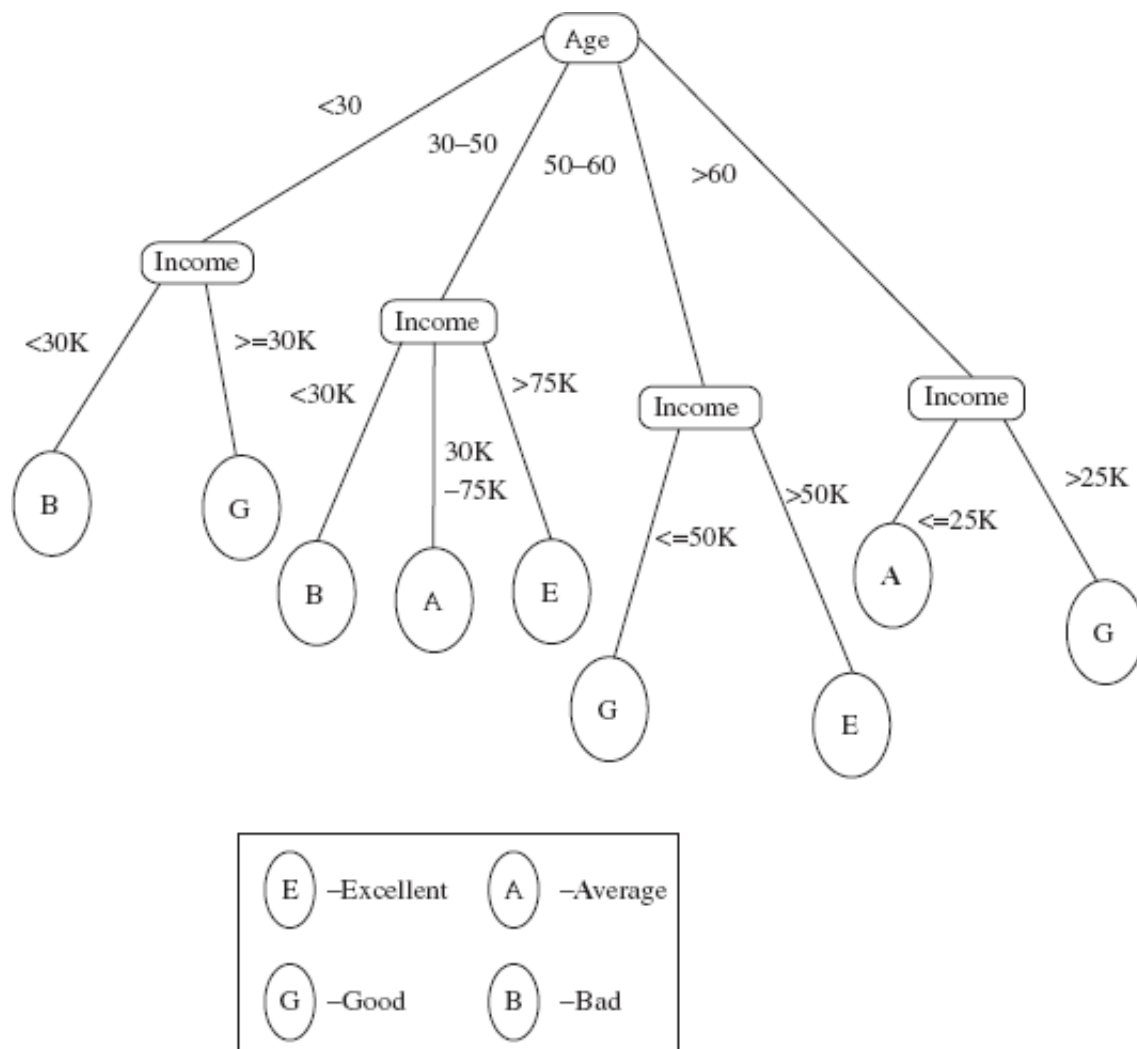 Age
<30
30–50
50–60
>60
Income
Income
Income
Income
<30K
>=30K
<30K
30K
–75K
>75K
<=50K
>50K
<=25K
>25K
B
G
B
A
E
G
E
A
G
E –Excellent
A –Average
G –Good
B –Bad